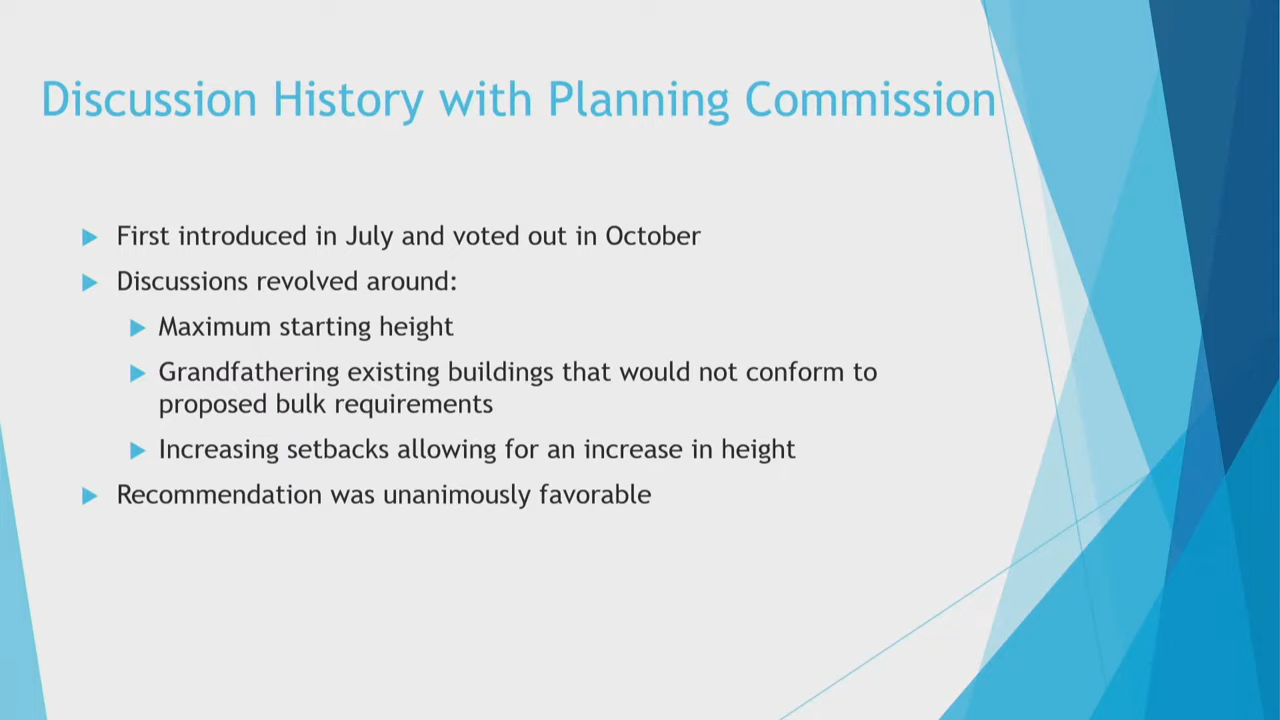 Discussion History with Planning Commission
First introduced in July and voted out in October
Discussions revolved around:
Maximum starting height
Grandfathering existing buildings that would not conform to
proposed bulk requirements
Increasing setbacks allowing for an increase in height
Recommendation was unanimously favorable